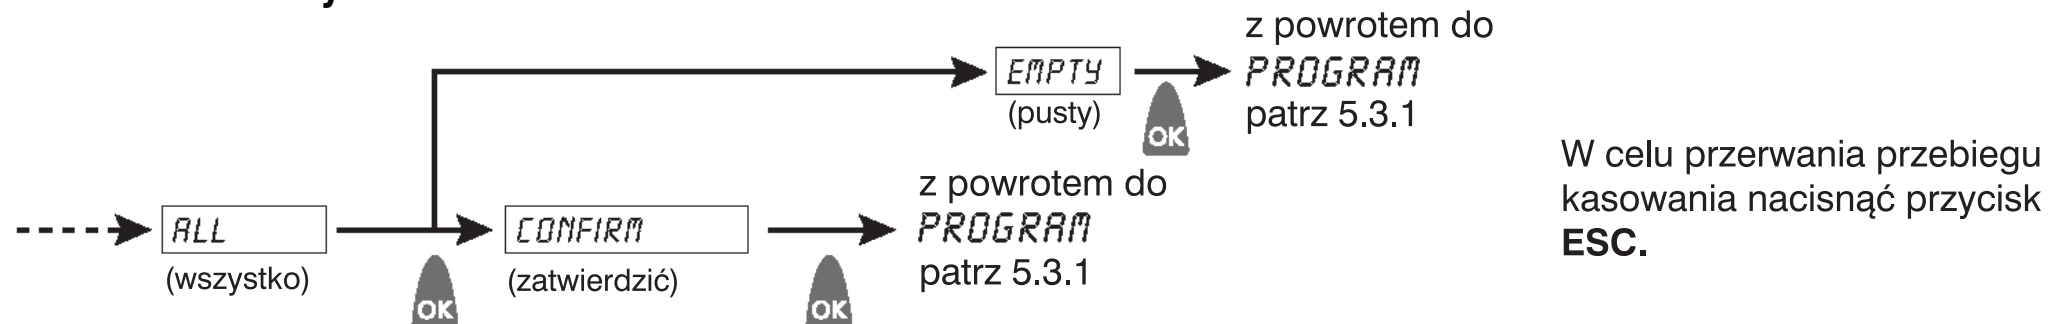 z powrotem do
EMPTY
PROGRAM
(pusty)
patrz 5.3.1
OK
W celu przerwania przebiegu
kasowania nacisnąć przycisk
ESC.
z powrotem do
ALL
CONFIRM
PROGRAM
(wszystko)
(zatwierdzić)
patrz 5.3.1
OK
OK